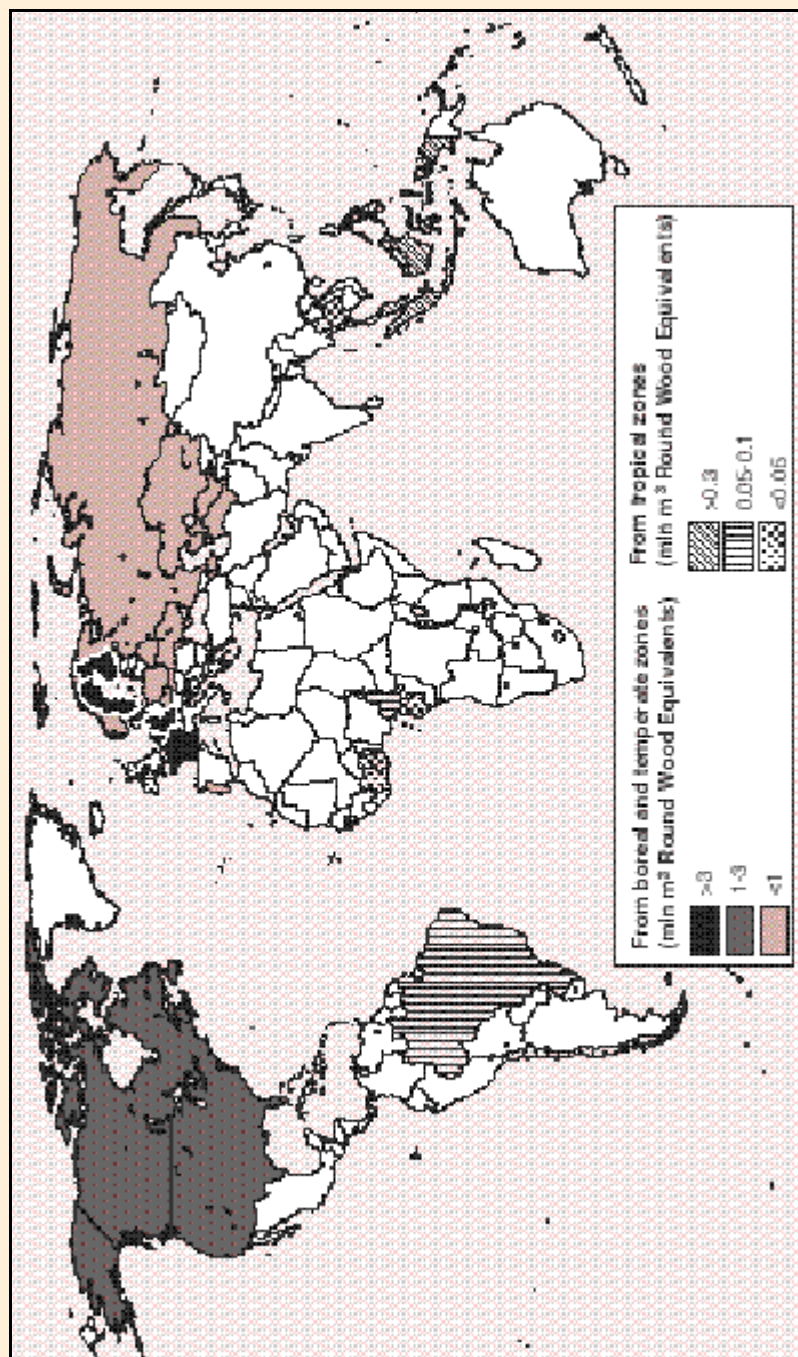 From boreal and temperate zones
(mln m³ Round Wood Equivalents)
>3
1-3
<1
From tropical zones
(mln m³ Round Wood Equivalents)
>0.3
0.05-0.1
<0.05